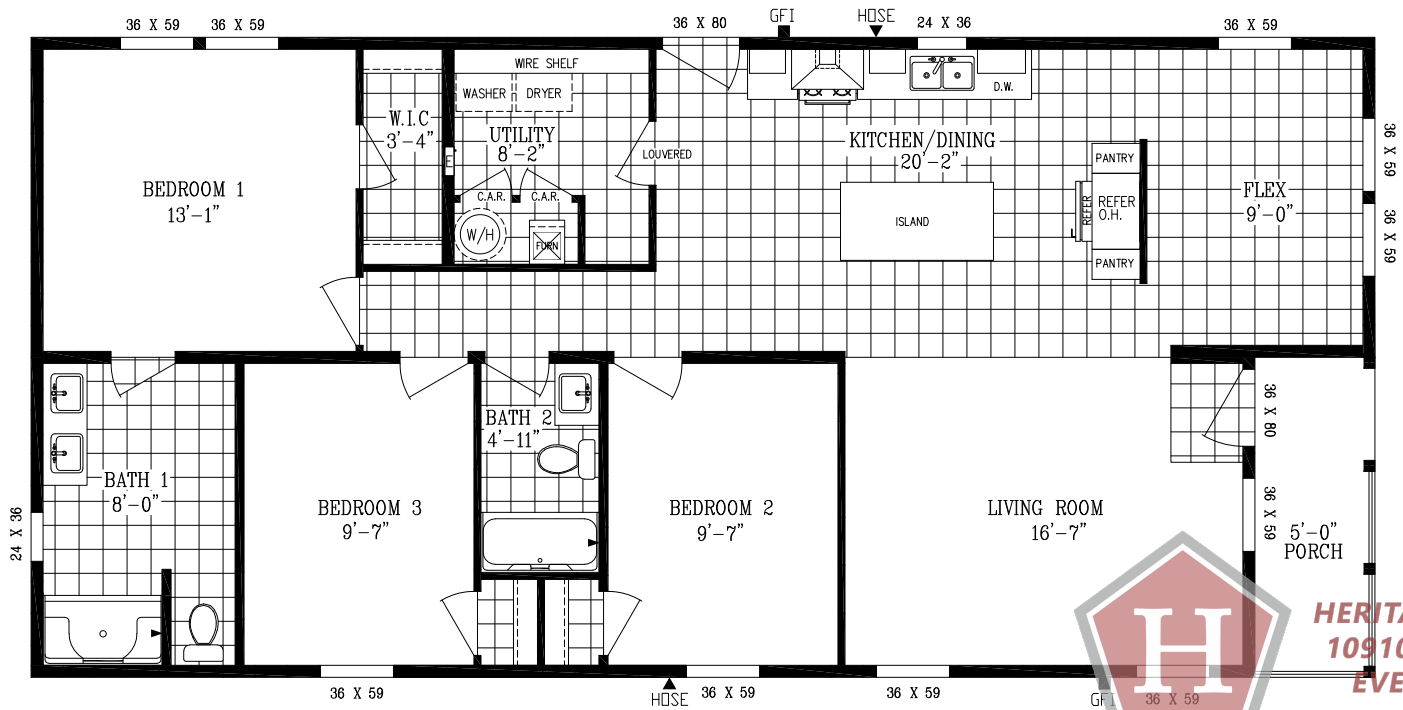 36 X 59 36 X 59
36 X 80
GFI
HOSE
24 X 36
36 X 59
WIRE SHELF
WASHER
DRYER
D.W.
W.I.C
3'-4"
UTILITY
8'-2"
LOUVERED
E
KITCHEN/DINING
20'-2"
36 X 59
PANTRY
BEDROOM 1
13'-1"
C.A.R.
C.A.R.
REFER
REFER
O.H.
FLEX
9'-0"
ISLAND
W/H
FURN
PANTRY
36 X 59
36 X 80
BATH 2
4'-11"
BATH 1
8'-0"
24 X 36
BEDROOM 3
9'-7"
BEDROOM 2
9'-7"
LIVING ROOM
16'-7"
36 X 59
5'-0"
PORCH
H
HERITA
10910
EVE
36 X 59
HOSE
36 X 59
36 X 59
GFI
36 X 59